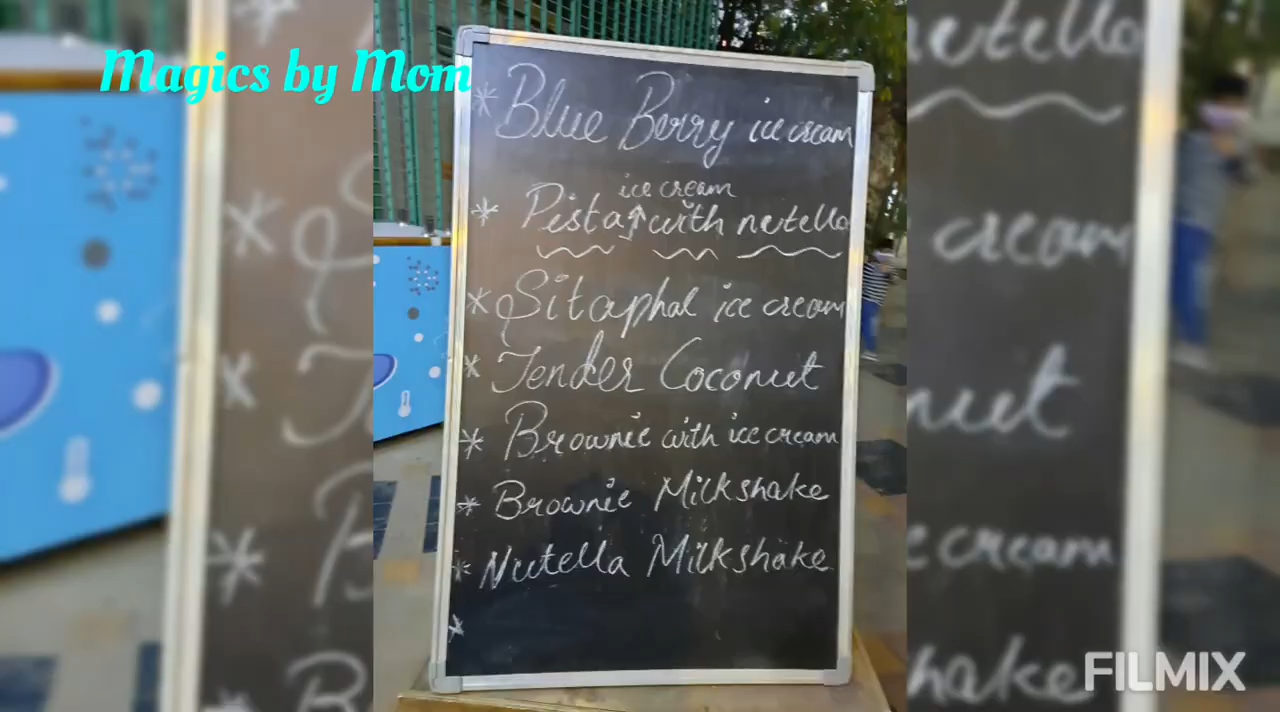 Magics by Mom
* Blue Berry ice cream
ice cream
* Pista↑with nutella
* Sitaphal ice cream
* Tender Coconut
* Brownie with ice cream
* Brownie Milkshake
* Nutella Milkshake
*
FILMIX